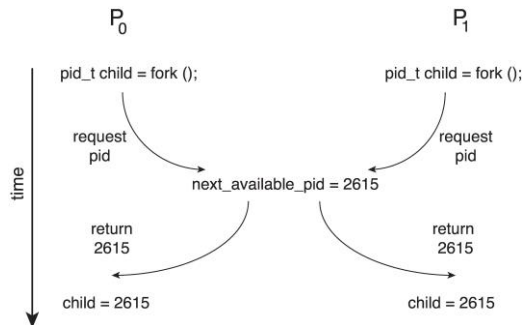 P0 P1
pid_t child = fork (); pid_t child = fork ();
request request
pid pid
next_available_pid = 2615
time
return return
2615 2615
child = 2615 child = 2615